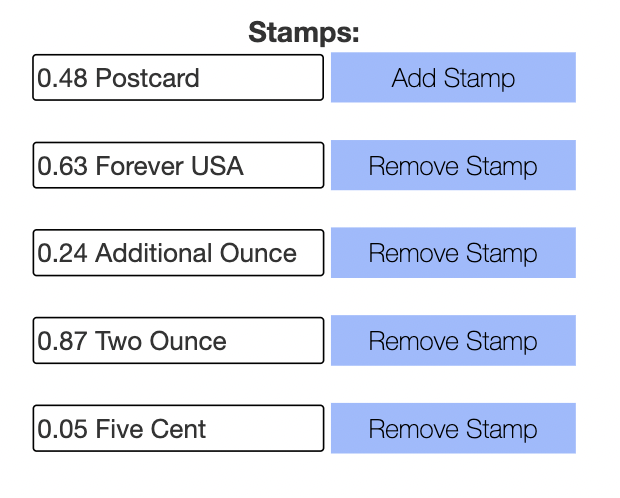 Stamps:
0.48 Postcard Add Stamp
0.63 Forever USA Remove Stamp
0.24 Additional Ounce Remove Stamp
0.87 Two Ounce Remove Stamp
0.05 Five Cent Remove Stamp